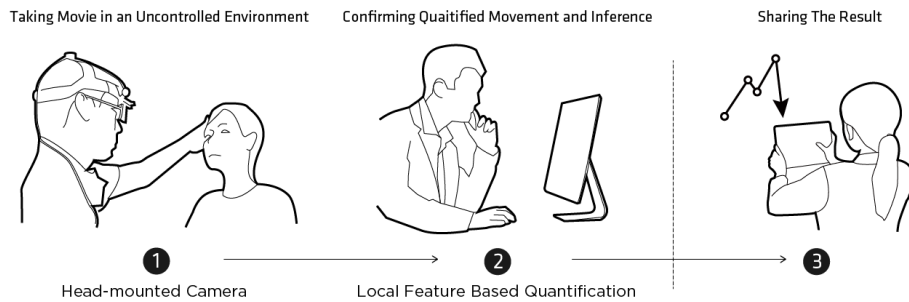 Taking Movie in an Uncontrolled Environment
Confirming Quaitified Movement and Inference
Sharing The Result
1
2
3
Head-mounted Camera
Local Feature Based Quantification